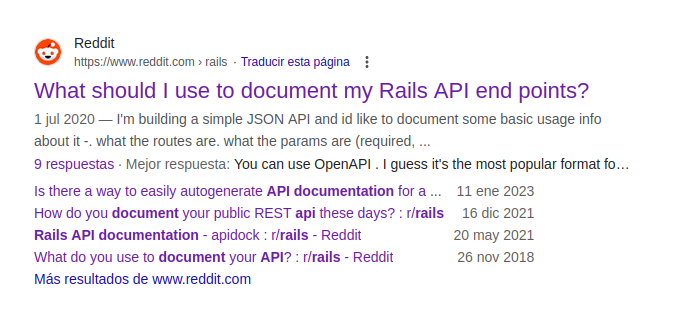 Reddit
https://www.reddit.com › rails · Traducir esta página
What should I use to document my Rails API end points?
1 jul 2020 — I'm building a simple JSON API and id like to document some basic usage info
about it -. what the routes are. what the params are (required, ...
9 respuestas · Mejor respuesta: You can use OpenAPI . I guess it's the most popular format fo…
Is there a way to easily autogenerate API documentation for a ... 11 ene 2023
How do you document your public REST api these days? : r/rails 16 dic 2021
Rails API documentation - apidock : r/rails - Reddit 20 may 2021
What do you use to document your API? : r/rails - Reddit 26 nov 2018
Más resultados de www.reddit.com